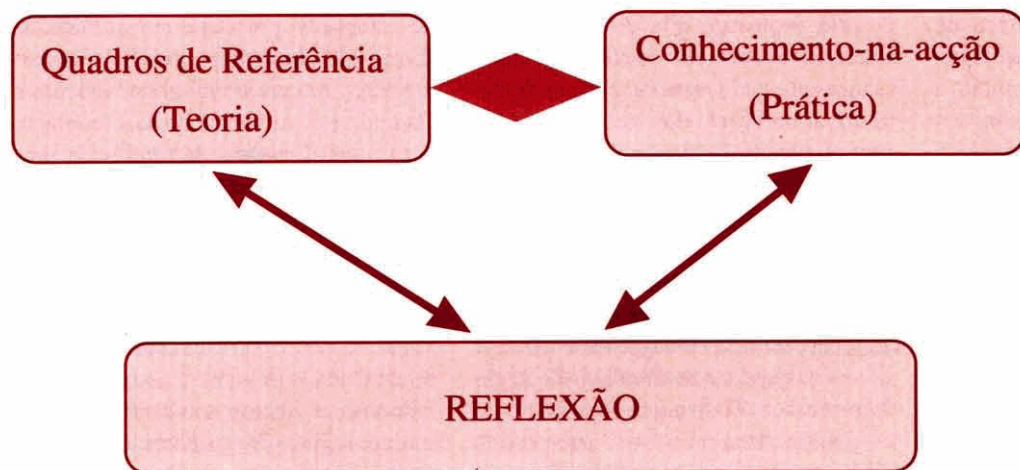 Quadros de Referência
(Teoria)
Conhecimento-na-acção
(Prática)
REFLEXÃO